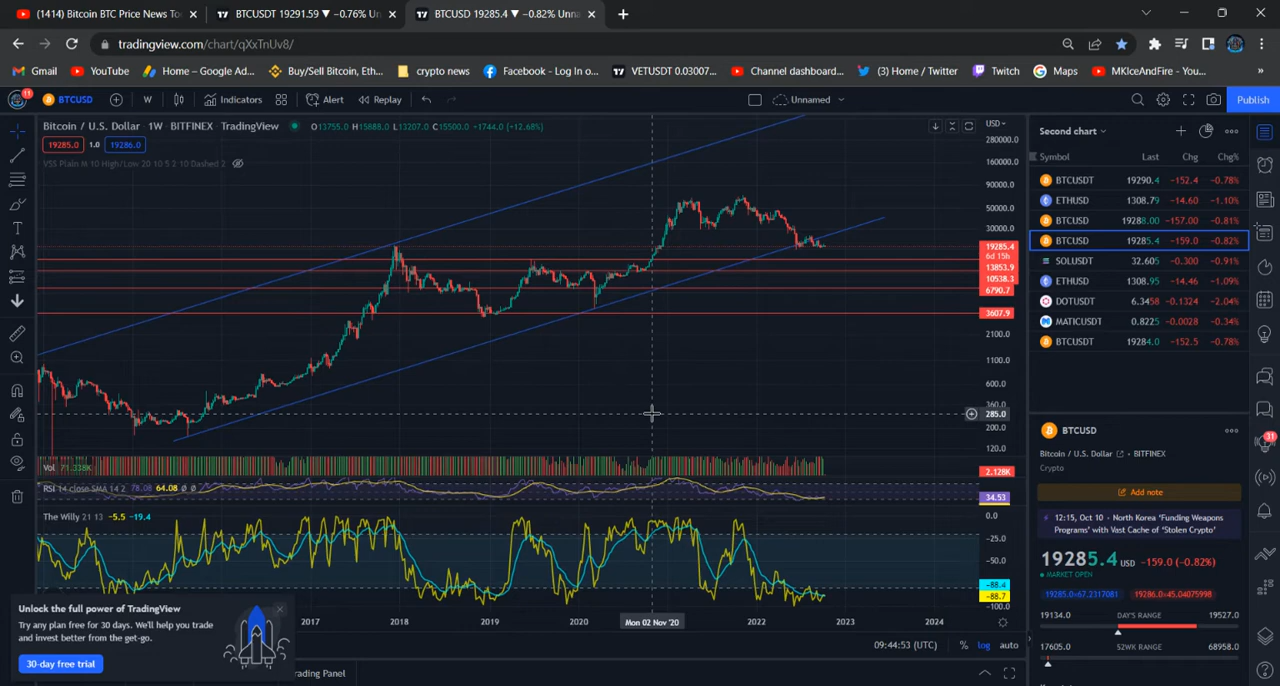 (1414) Bitcoin BTC Price News To
BTCUSDT 19291.59 ▼ −0.76% Un
BTCUSD 19285.4 ▼ −0.82% Unna
tradingview.com/chart/qXxTnUv8/
Gmail
YouTube
Home – Google Ad...
Buy/Sell Bitcoin, Eth...
crypto news
Facebook - Log In o...
VETUSDT 0.03007...
Channel dashboard...
(3) Home / Twitter
Twitch
Maps
MKIceAndFire - You...
»
11
BTCUSD
W
Indicators
Alert
Replay
Unnamed
Publish
Bitcoin / U.S. Dollar · 1W · BITFINEX TradingView
O13755.0 H15888.0 L13207.0 C15500.0 +1744.0 (+12.68%)
19285.0 1.0 19286.0
VSS Plain M 10 High/Low 20 10 5 2 10 Dashed 2
USD
280000.0
160000.0
90000.0
50000.0
30000.0
19285.4
6d 15h
13853.9
10538.3
6790.7
3607.9
2100.0
1100.0
600.0
360.0
285.0
200.0
120.0
Vol 71.338K
2.128K
RSI 14 close SMA 14 2 78.08 64.08 ∅ ∅
34.53
The Willy 21 13 -5.5 -19.4
0.0
-25.0
-50.0
-88.4
-88.7
-100.0
2017
2018
2019
2020
Mon 02 Nov '20
2022
2023
2024
09:44:53 (UTC)
%
log
auto
Unlock the full power of TradingView
Try any plan free for 30 days. We'll help you trade
and invest better from the get-go.
30-day free trial
Trading Panel
Second chart
Symbol Last Chg Chg%
BTCUSDT 19290.4 −152.4 −0.78%
ETHUSD 1308.79 −14.60 −1.10%
BTCUSD 19288.00 −157.00 −0.81%
BTCUSD 19285.4 −159.0 −0.82%
SOLUSDT 32.605 −0.300 −0.91%
ETHUSD 1308.95 −14.46 −1.09%
DOTUSDT 6.3458 −0.1324 −2.04%
MATICUSDT 0.8225 −0.0028 −0.34%
BTCUSDT 19284.0 −152.5 −0.78%
BTCUSD
Bitcoin / U.S. Dollar • BITFINEX
Crypto
Add note
12:15, Oct 10 • North Korea 'Funding Weapons
Programs' with Vast Cache of 'Stolen Crypto'
19285.4 USD −159.0 (−0.82%)
MARKET OPEN
19285.0×67.2317081 19286.0×45.04075998
19134.0 DAY'S RANGE 19527.0
17605.0 52WK RANGE 68958.0
31